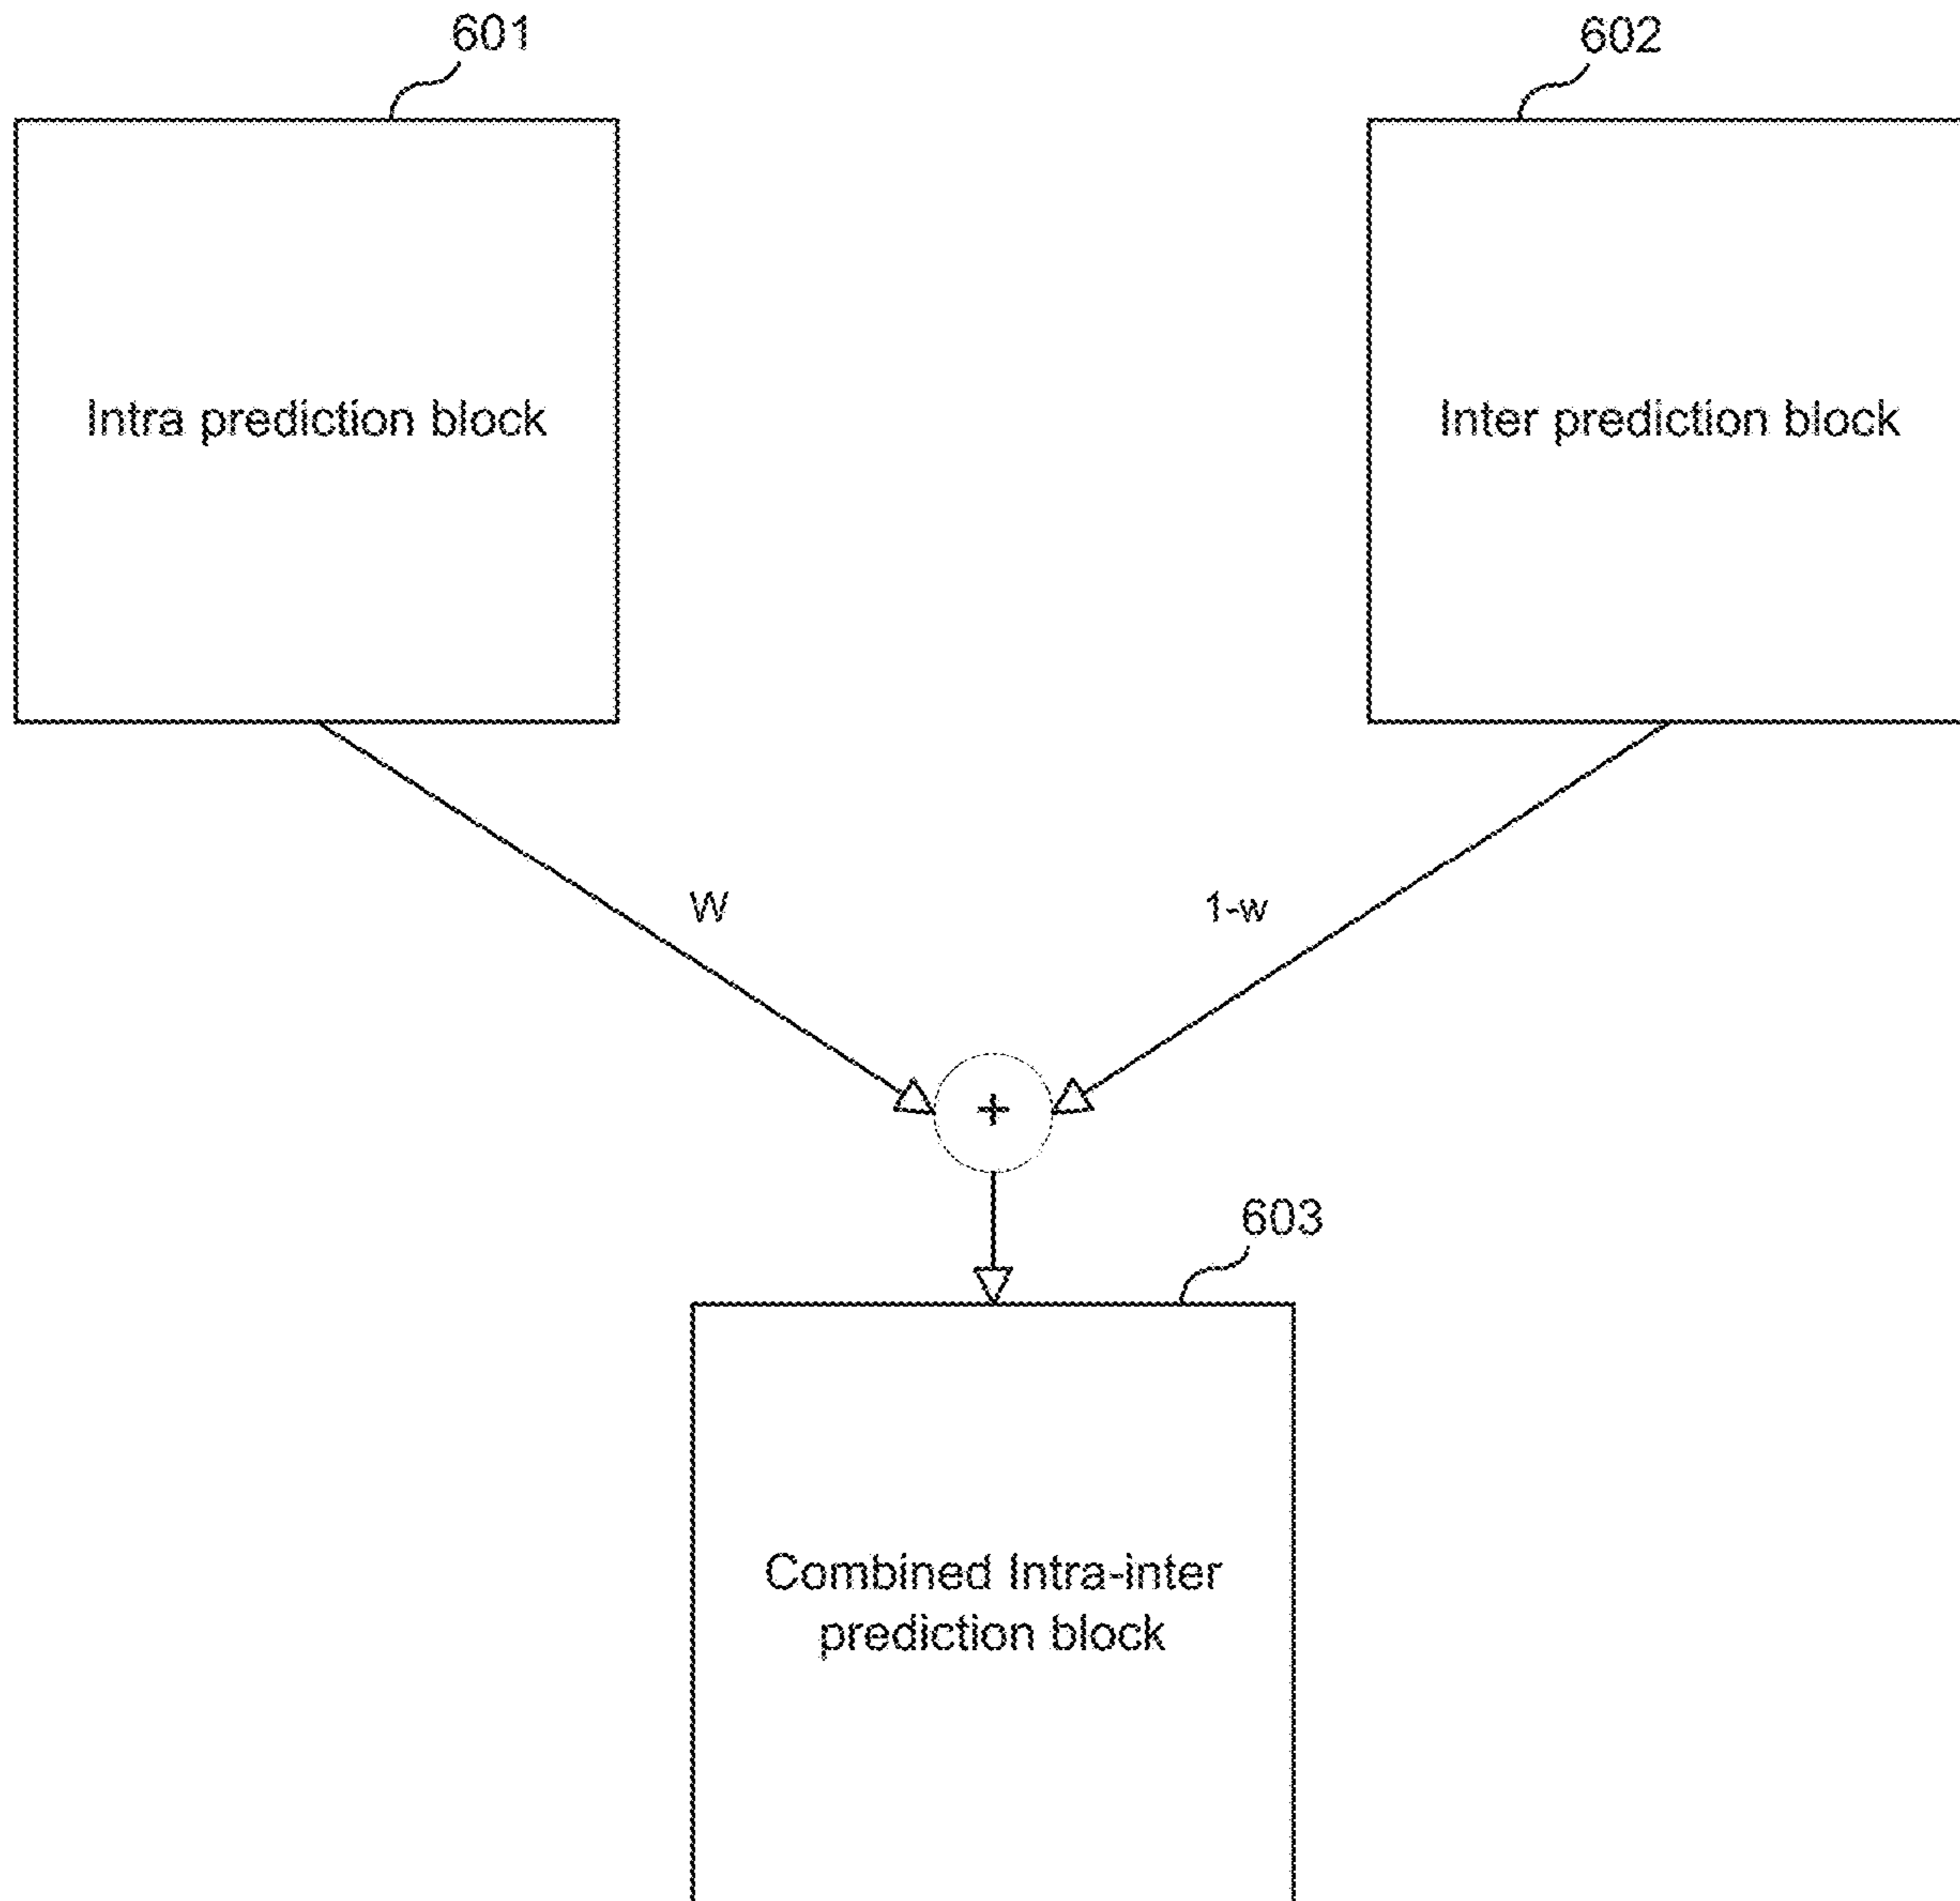 601
602
Intra prediction block
Inter prediction block
W
1-w
+
603
Combined Intra-inter
prediction block